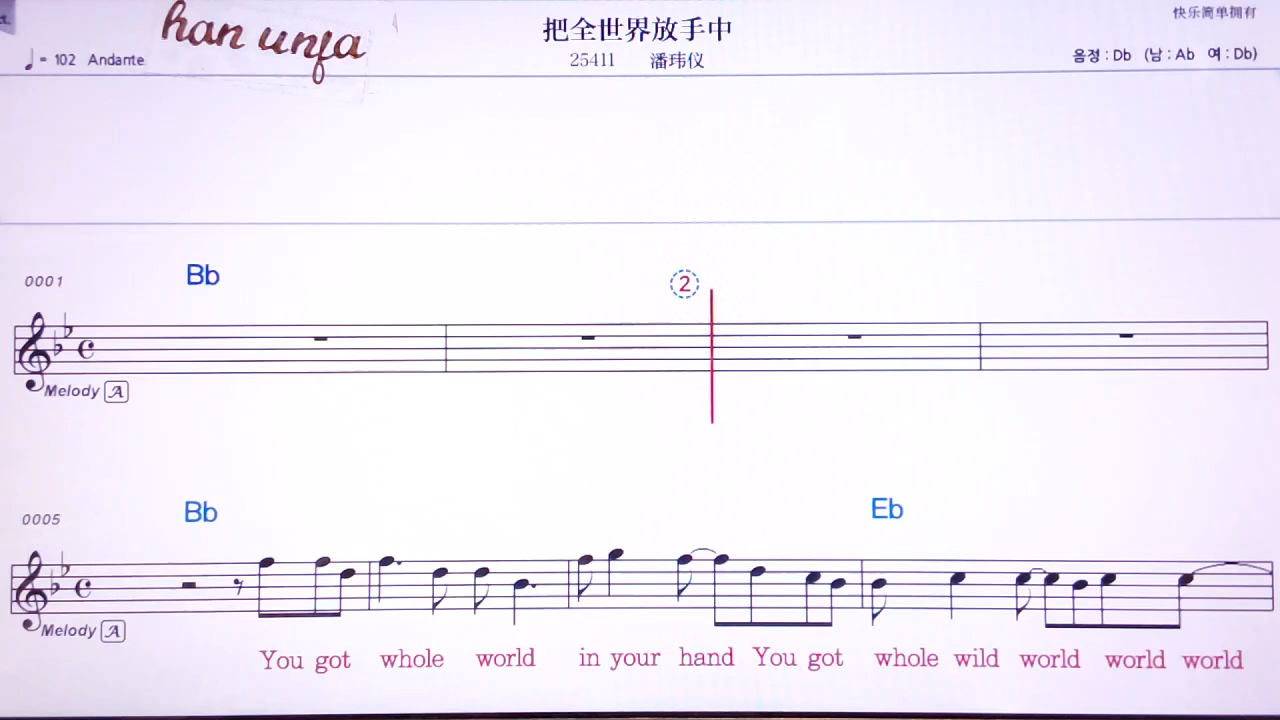 han unfa
快乐简单拥有
把全世界放手中
♩ = 102 Andante
25411 潘玮仪
음정 : Db (남 : Ab 여 : Db)
0001
Bb
②
Melody A
0005
Bb
Eb
Melody A
You got whole world in your hand You got whole wild world world world